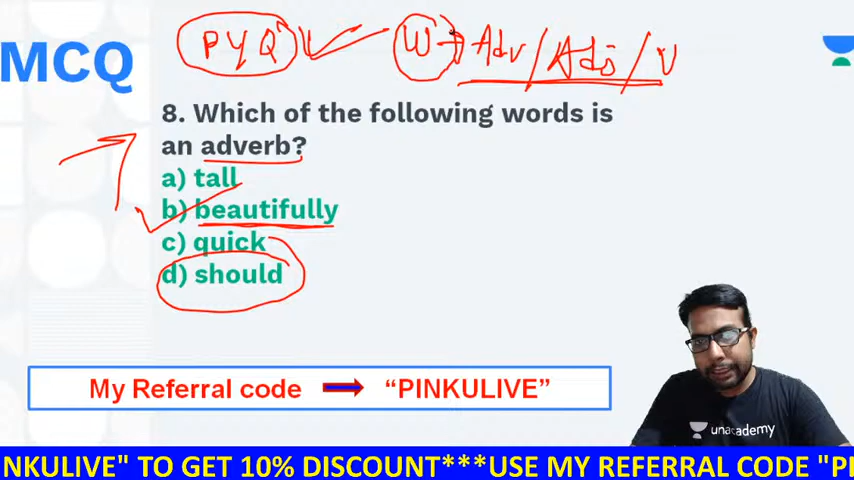 MCQ
PYQ W → Adv / Adj / V
8. Which of the following words is
an adverb?
a) tall
b) beautifully
c) quick
d) should
My Referral code “PINKULIVE”
unacademy
INKULIVE" TO GET 10% DISCOUNT***USE MY REFERRAL CODE "PI